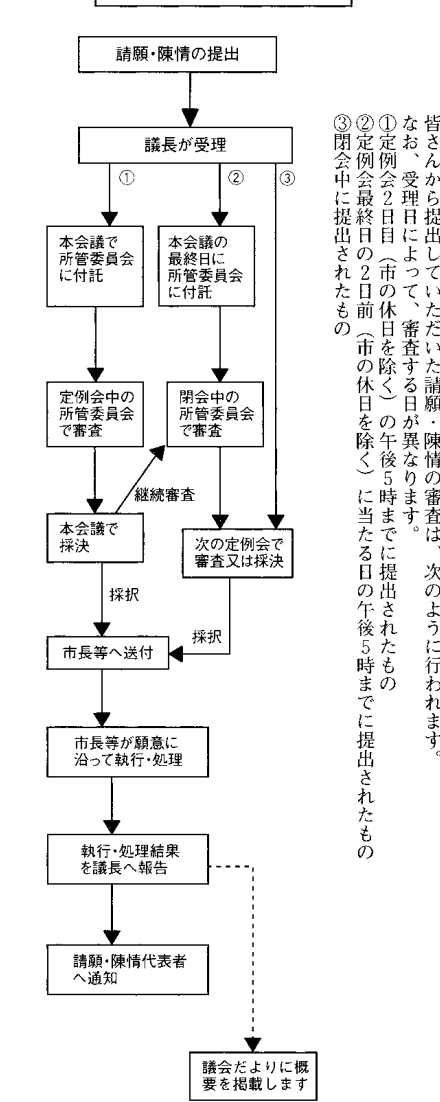 請願・陳情の提出
議長が受理
①
②
③
本会議で
所管委員会
に付託
本会議の
最終日に
所管委員会
に付託
定例会中の
所管委員会
で審査
閉会中の
所管委員会
で審査
継続審査
本会議で
採決
次の定例会で
審査又は採決
採択
採択
市長等へ送付
市長等が願意に
沿って執行・処理
執行・処理結果
を議長へ報告
請願・陳情代表者
へ通知
議会だよりに概
要を掲載します
皆さんから提出していただいた請願・陳情の審査は、次のように行われます。
なお、受理日によって、審査する日が異なります。
①定例会2日目（市の休日を除く）の午後5時までに提出されたもの
②定例会最終日の2日前（市の休日を除く）に当たる日の午後5時までに提出されたもの
③閉会中に提出されたもの